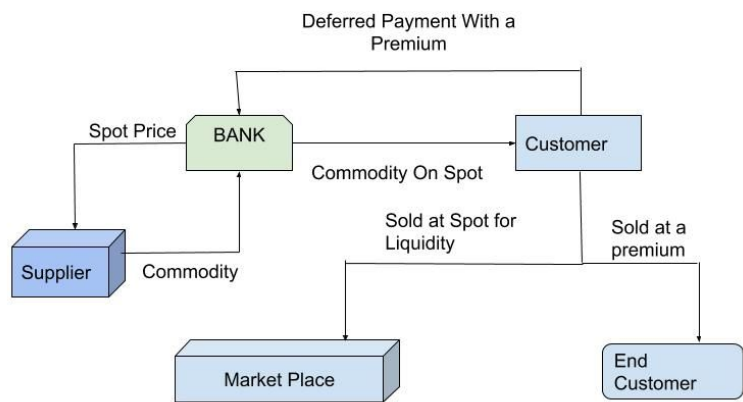 Deferred Payment With a
Premium
Spot Price
BANK
Customer
Commodity On Spot
Sold at Spot for
Liquidity
Sold at a
premium
Supplier
Commodity
Market Place
End
Customer